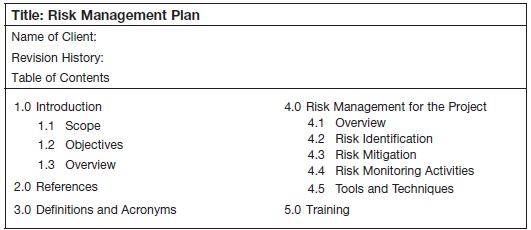 Title: Risk Management Plan
Name of Client:
Revision History:
Table of Contents
1.0 Introduction
1.1 Scope
1.2 Objectives
1.3 Overview
2.0 References
3.0 Definitions and Acronyms
4.0 Risk Management for the Project
4.1 Overview
4.2 Risk Identification
4.3 Risk Mitigation
4.4 Risk Monitoring Activities
4.5 Tools and Techniques
5.0 Training